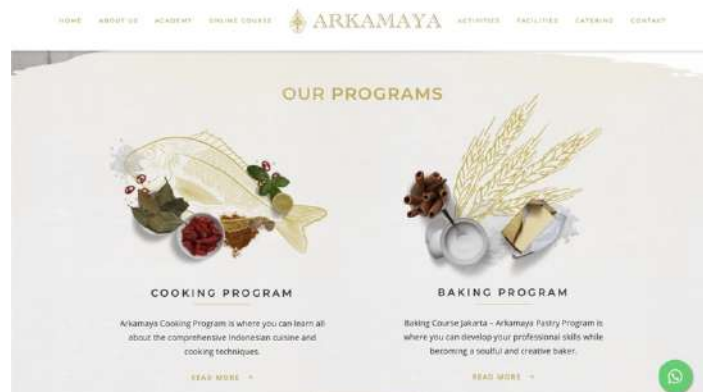 HOME ABOUT US ACADEMY ONLINE COURSE ARKAMAYA ACTIVITIES FACILITIES CATERING CONTACT
OUR PROGRAMS
COOKING PROGRAM
Arkamaya Cooking Program is where you can learn all
about the comprehensive Indonesian cuisine and
cooking techniques.
READ MORE →
BAKING PROGRAM
Baking Course Jakarta – Arkamaya Pastry Program is
where you can develop your professional skills while
becoming a soulful and creative baker.
READ MORE →